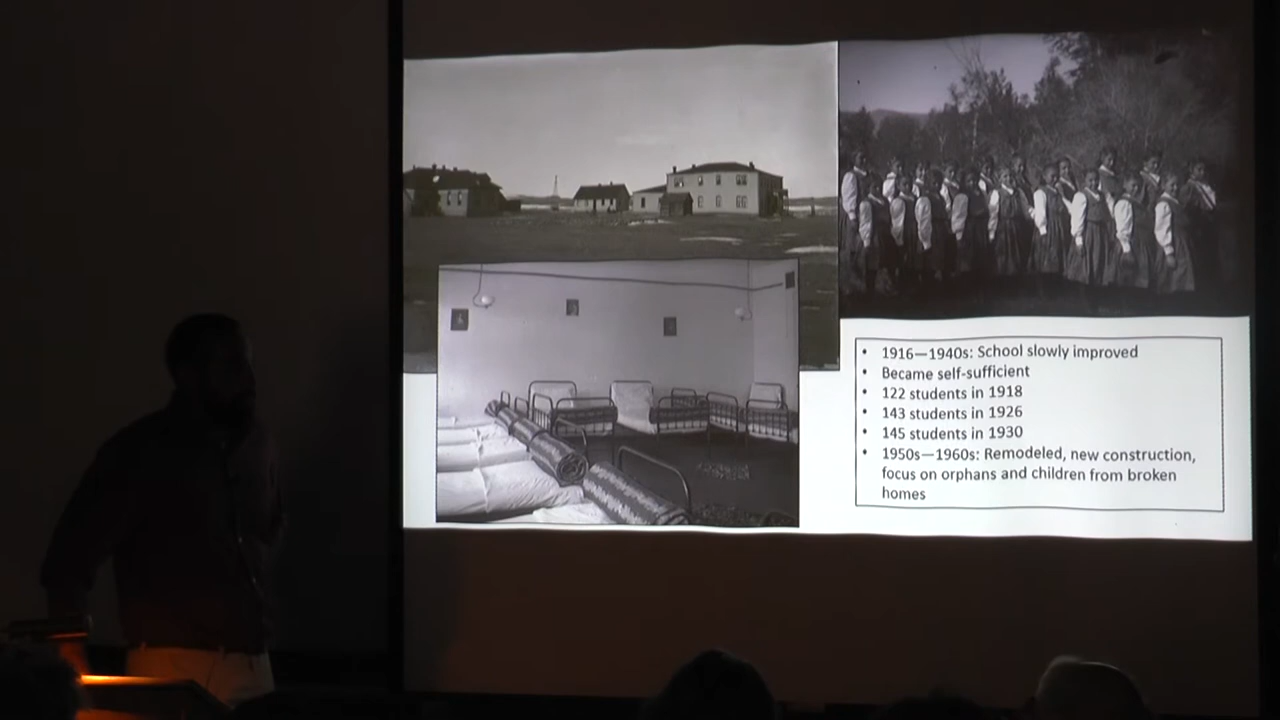 • 1916—1940s: School slowly improved
• Became self-sufficient
• 122 students in 1918
• 143 students in 1926
• 145 students in 1930
• 1950s—1960s: Remodeled, new construction,
focus on orphans and children from broken
homes